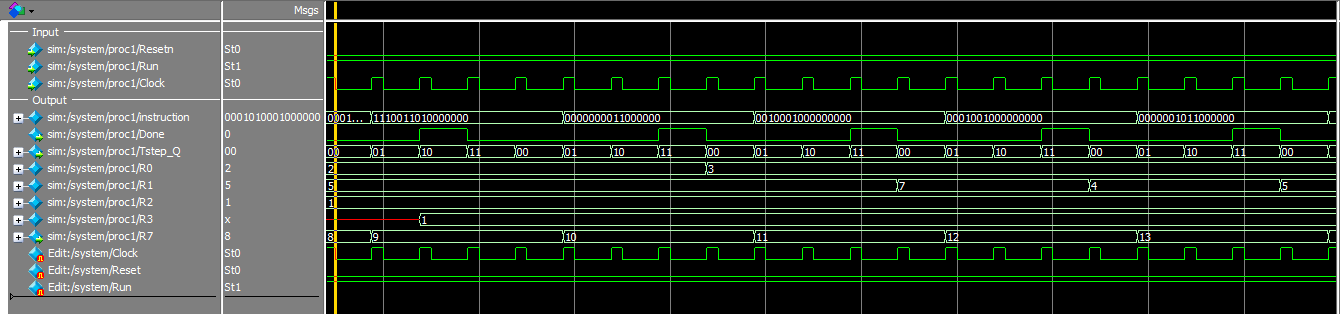 Msgs
Input
sim:/system/proc1/Resetn St0
sim:/system/proc1/Run St1
sim:/system/proc1/Clock St0
Output
sim:/system/proc1/instruction 0001010001000000 0001... 1110011010000000 0000000011000000 0010001000000000 0001001000000000 0000001011000000
sim:/system/proc1/Done 0
sim:/system/proc1/Tstep_Q 00 00 01 10 11 00 01 10 11 00 01 10 11 00 01 10 11 00 01 10 11 00
sim:/system/proc1/R0 2 2 3
sim:/system/proc1/R1 5 5 7 4 5
sim:/system/proc1/R2 1 1
sim:/system/proc1/R3 x 1
sim:/system/proc1/R7 8 8 9 10 11 12 13
Edit:/system/Clock St0
Edit:/system/Reset St0
Edit:/system/Run St1